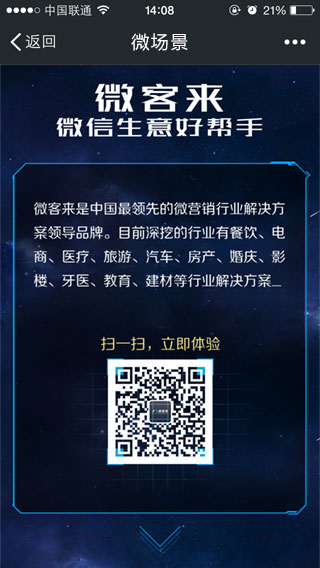 中国联通 14:08 21%
返回 微场景
微客来
微信生意好帮手
微客来是中国最领先的微营销行业解决方
案领导品牌。目前深挖的行业有餐饮、电
商、医疗、旅游、汽车、房产、婚庆、影
楼、牙医、教育、建材等行业解决方案_
扫一扫，立即体验